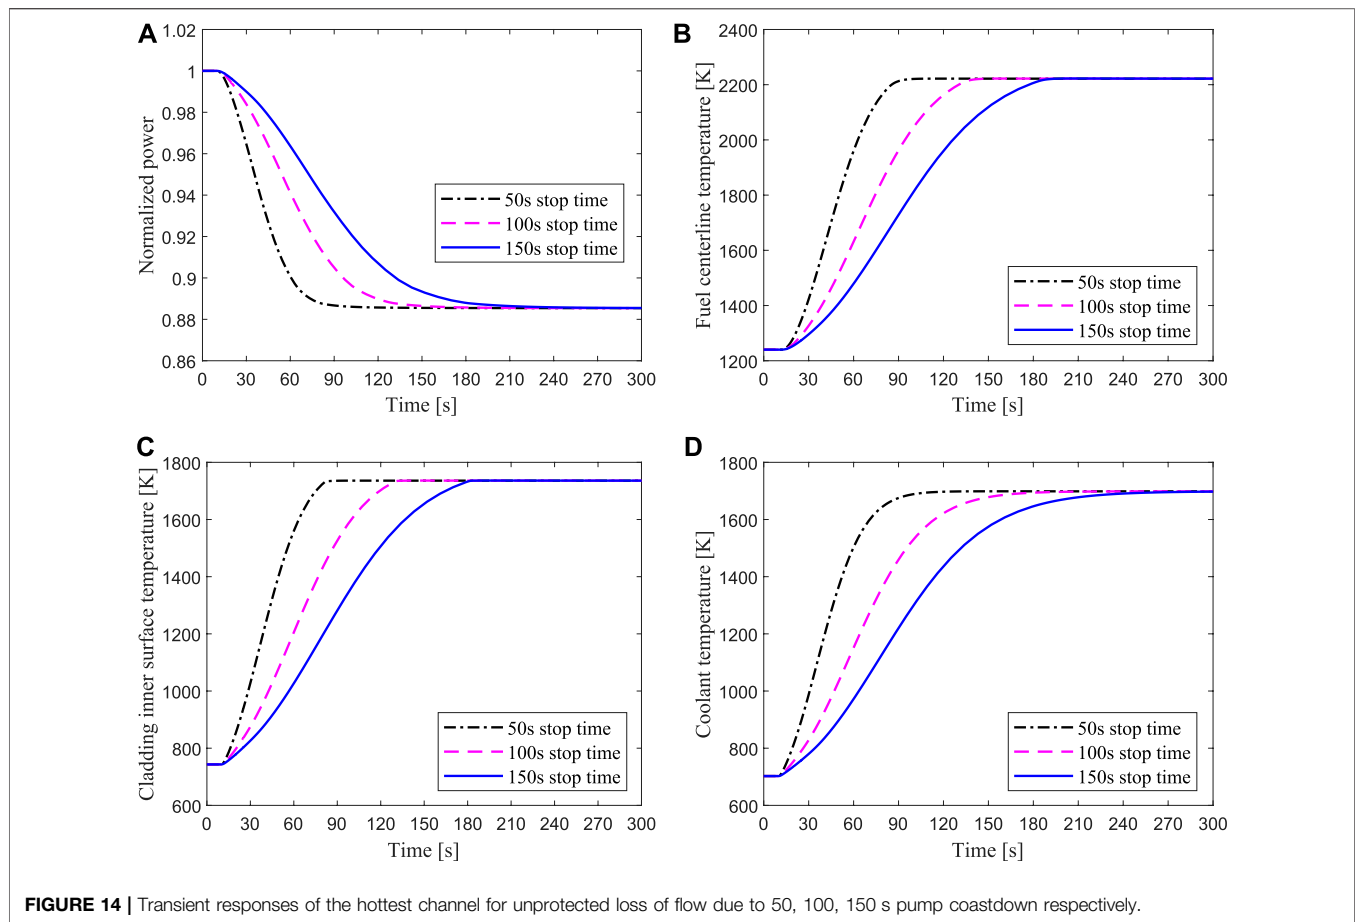 A
1.02
1
0.98
0.96
0.94
0.92
0.9
0.88
0.86
Normalized power
0 30 60 90 120 150 180 210 240 270 300
Time [s]
50s stop time
100s stop time
150s stop time
B
2400
2200
2000
1800
1600
1400
1200
Fuel centerline temperature [K]
0 30 60 90 120 150 180 210 240 270 300
Time [s]
50s stop time
100s stop time
150s stop time
C
1800
1600
1400
1200
1000
800
600
Cladding inner surface temperature [K]
0 30 60 90 120 150 180 210 240 270 300
Time [s]
50s stop time
100s stop time
150s stop time
D
1800
1600
1400
1200
1000
800
600
Coolant temperature [K]
0 30 60 90 120 150 180 210 240 270 300
Time [s]
50s stop time
100s stop time
150s stop time
FIGURE 14 | Transient responses of the hottest channel for unprotected loss of flow due to 50, 100, 150 s pump coastdown respectively.